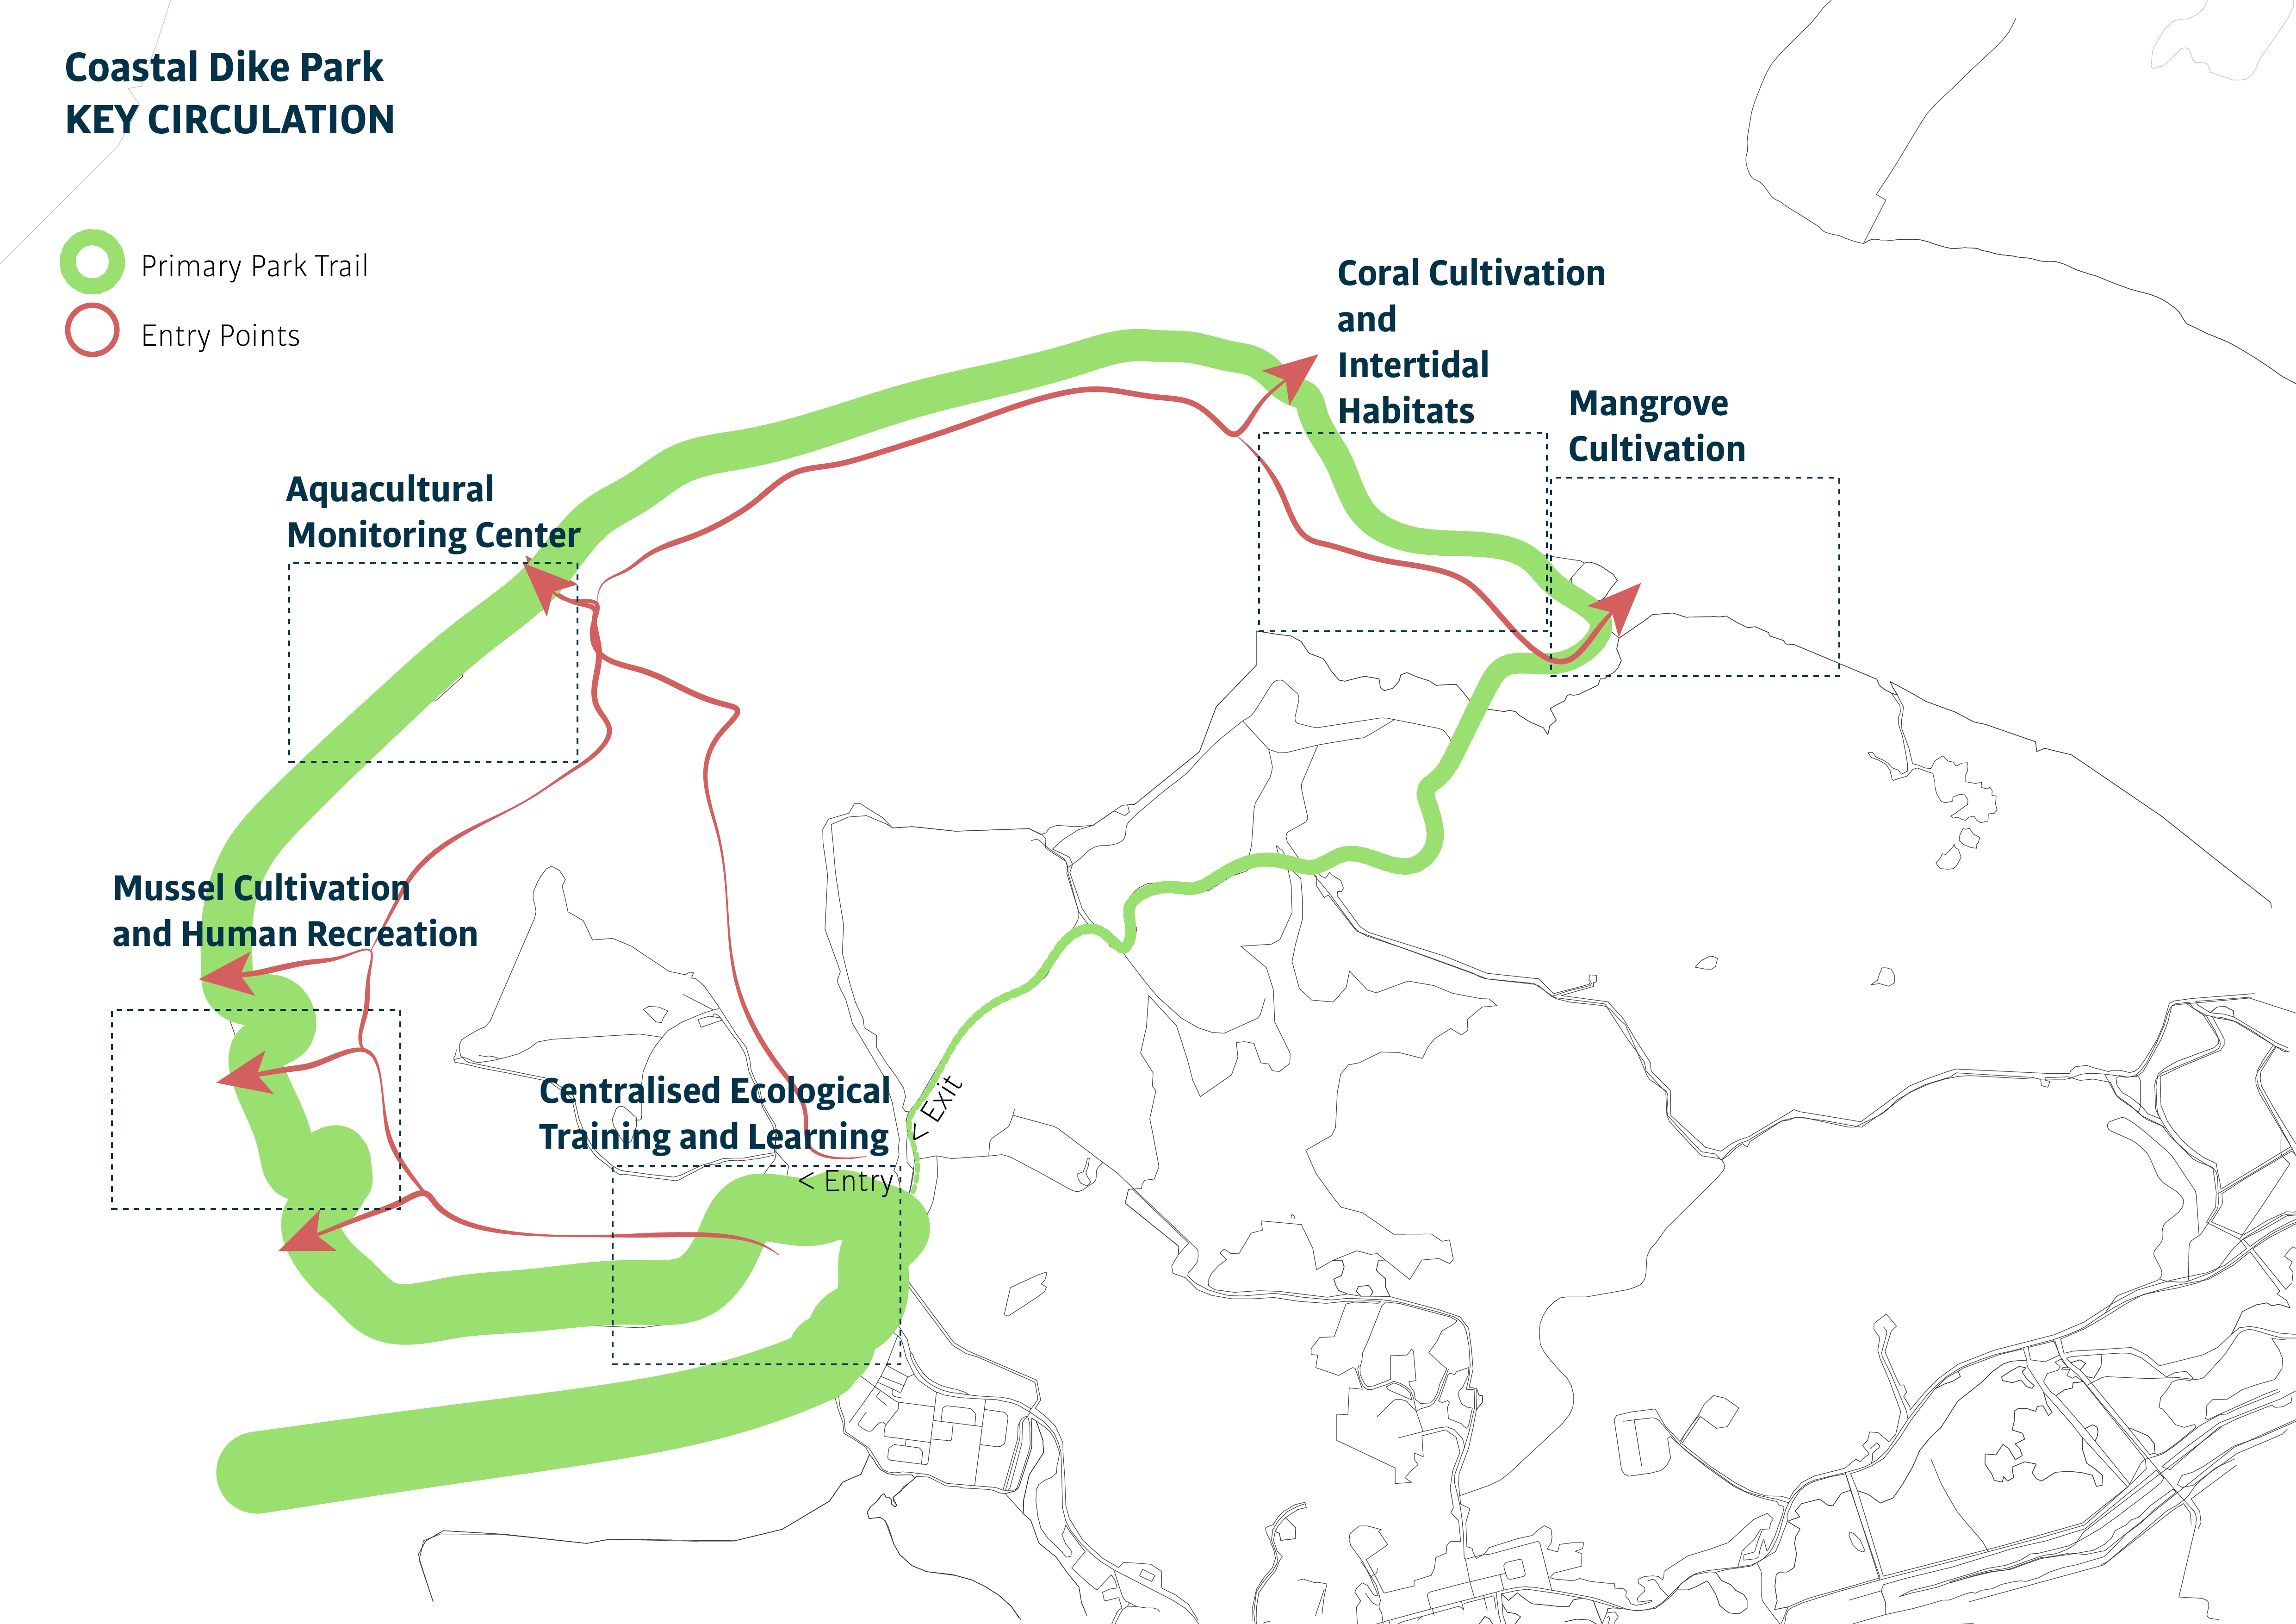 Coastal Dike Park
KEY CIRCULATION
Primary Park Trail
Entry Points
Coral Cultivation
and
Intertidal
Habitats
Mangrove
Cultivation
Aquacultural
Monitoring Center
Mussel Cultivation
and Human Recreation
Centralised Ecological
Training and Learning
< Exit
< Entry